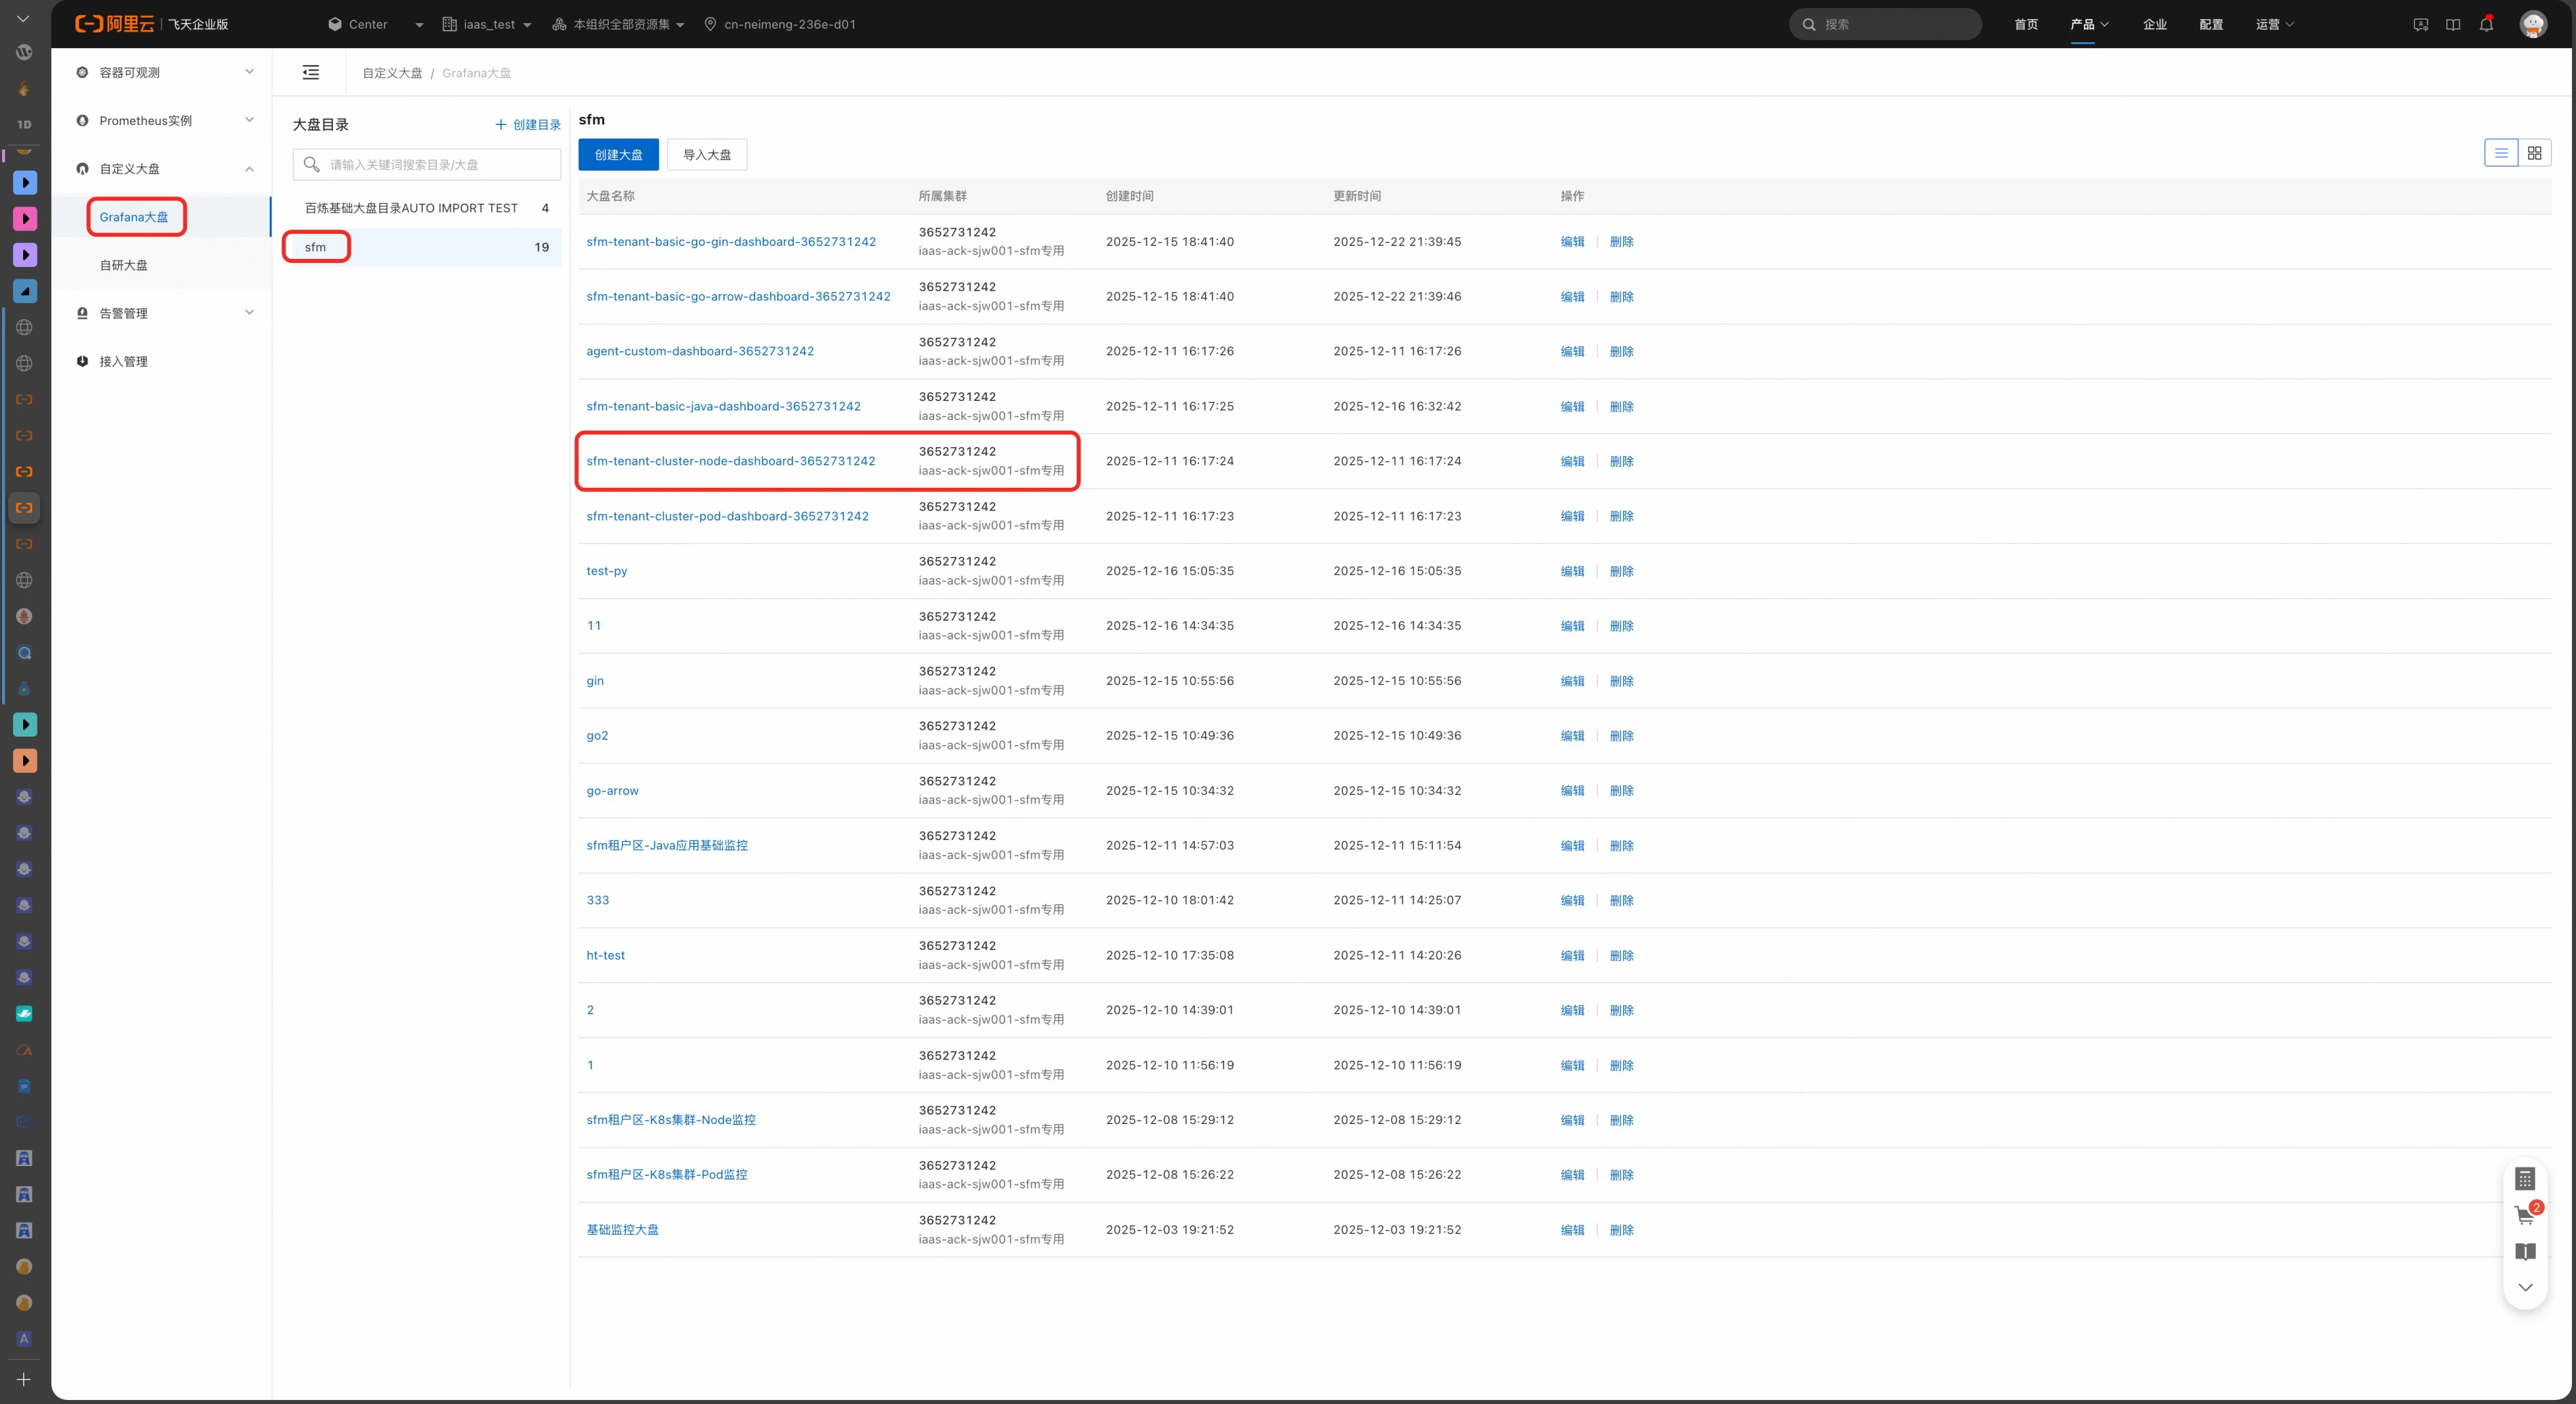 阿里云 | 飞天企业版
Center
iaas_test
本组织全部资源集
cn-neimeng-236e-d01
搜索
首页
产品
企业
配置
运营
1D
容器可观测
Prometheus实例
自定义大盘
Grafana大盘
自研大盘
告警管理
接入管理
自定义大盘 / Grafana大盘
大盘目录
创建目录
请输入关键词搜索目录/大盘
百炼基础大盘目录AUTO IMPORT TEST 4
sfm 19
sfm
创建大盘 导入大盘
大盘名称 所属集群 创建时间 更新时间 操作
sfm-tenant-basic-go-gin-dashboard-3652731242 3652731242 2025-12-15 18:41:40 2025-12-22 21:39:45 编辑 删除
iaas-ack-sjw001-sfm专用
sfm-tenant-basic-go-arrow-dashboard-3652731242 3652731242 2025-12-15 18:41:40 2025-12-22 21:39:46 编辑 删除
iaas-ack-sjw001-sfm专用
agent-custom-dashboard-3652731242 3652731242 2025-12-11 16:17:26 2025-12-11 16:17:26 编辑 删除
iaas-ack-sjw001-sfm专用
sfm-tenant-basic-java-dashboard-3652731242 3652731242 2025-12-11 16:17:25 2025-12-16 16:32:42 编辑 删除
iaas-ack-sjw001-sfm专用
sfm-tenant-cluster-node-dashboard-3652731242 3652731242 2025-12-11 16:17:24 2025-12-11 16:17:24 编辑 删除
iaas-ack-sjw001-sfm专用
sfm-tenant-cluster-pod-dashboard-3652731242 3652731242 2025-12-11 16:17:23 2025-12-11 16:17:23 编辑 删除
iaas-ack-sjw001-sfm专用
test-py 3652731242 2025-12-16 15:05:35 2025-12-16 15:05:35 编辑 删除
iaas-ack-sjw001-sfm专用
11 3652731242 2025-12-16 14:34:35 2025-12-16 14:34:35 编辑 删除
iaas-ack-sjw001-sfm专用
gin 3652731242 2025-12-15 10:55:56 2025-12-15 10:55:56 编辑 删除
iaas-ack-sjw001-sfm专用
go2 3652731242 2025-12-15 10:49:36 2025-12-15 10:49:36 编辑 删除
iaas-ack-sjw001-sfm专用
go-arrow 3652731242 2025-12-15 10:34:32 2025-12-15 10:34:32 编辑 删除
iaas-ack-sjw001-sfm专用
sfm租户区-Java应用基础监控 3652731242 2025-12-11 14:57:03 2025-12-11 15:11:54 编辑 删除
iaas-ack-sjw001-sfm专用
333 3652731242 2025-12-10 18:01:42 2025-12-11 14:25:07 编辑 删除
iaas-ack-sjw001-sfm专用
ht-test 3652731242 2025-12-10 17:35:08 2025-12-11 14:20:26 编辑 删除
iaas-ack-sjw001-sfm专用
2 3652731242 2025-12-10 14:39:01 2025-12-10 14:39:01 编辑 删除
iaas-ack-sjw001-sfm专用
1 3652731242 2025-12-10 11:56:19 2025-12-10 11:56:19 编辑 删除
iaas-ack-sjw001-sfm专用
sfm租户区-K8s集群-Node监控 3652731242 2025-12-08 15:29:12 2025-12-08 15:29:12 编辑 删除
iaas-ack-sjw001-sfm专用
sfm租户区-K8s集群-Pod监控 3652731242 2025-12-08 15:26:22 2025-12-08 15:26:22 编辑 删除
iaas-ack-sjw001-sfm专用
基础监控大盘 3652731242 2025-12-03 19:21:52 2025-12-03 19:21:52 编辑 删除
iaas-ack-sjw001-sfm专用
2
A